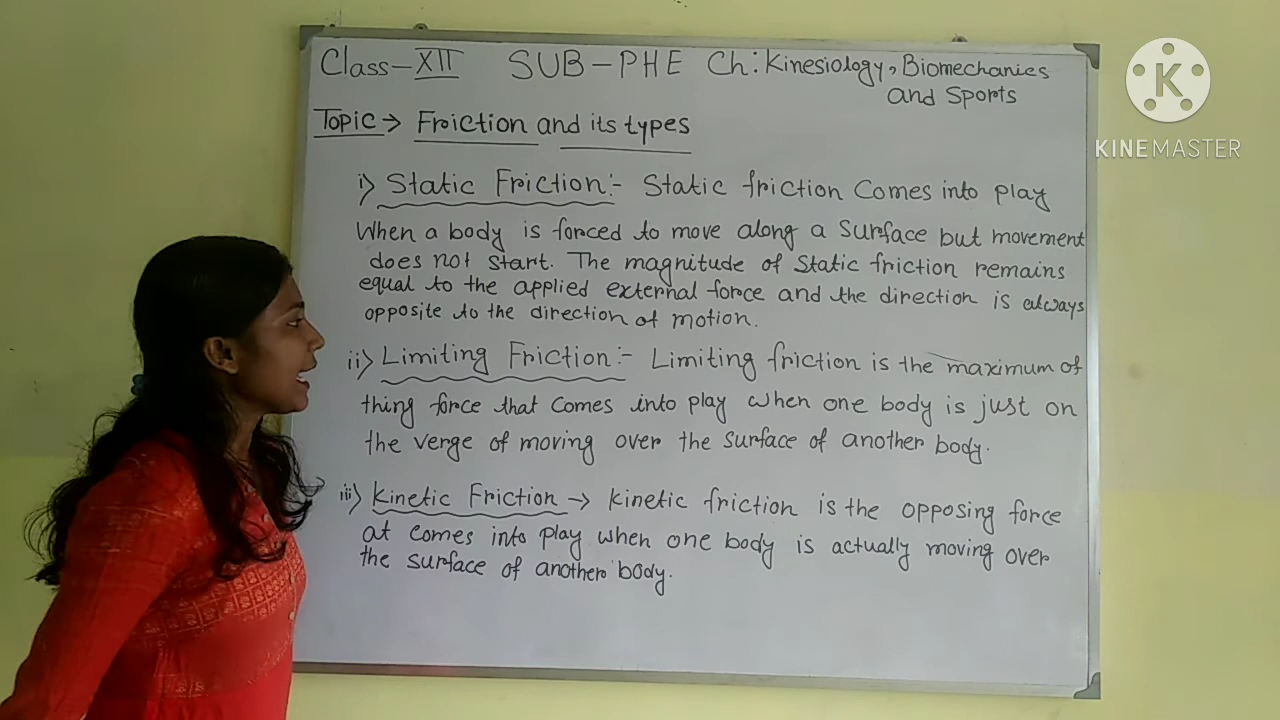 Class-XII SUB-PHE Ch: Kinesiology, Biomechanics
and Sports
Topic → Friction and its types
i) Static Friction:- Static friction Comes into play
When a body is forced to move along a Surface but movement
does not start. The magnitude of Static friction remains
equal to the applied external force and the direction is always
opposite to the direction of motion.
ii) Limiting Friction:- Limiting friction is the maximum of
thing force that Comes into play when one body is just on
the verge of moving over the surface of another body.
iii) Kinetic Friction → Kinetic friction is the opposing force
at comes into play when one body is actually moving over
the surface of another body.
K
KINEMASTER